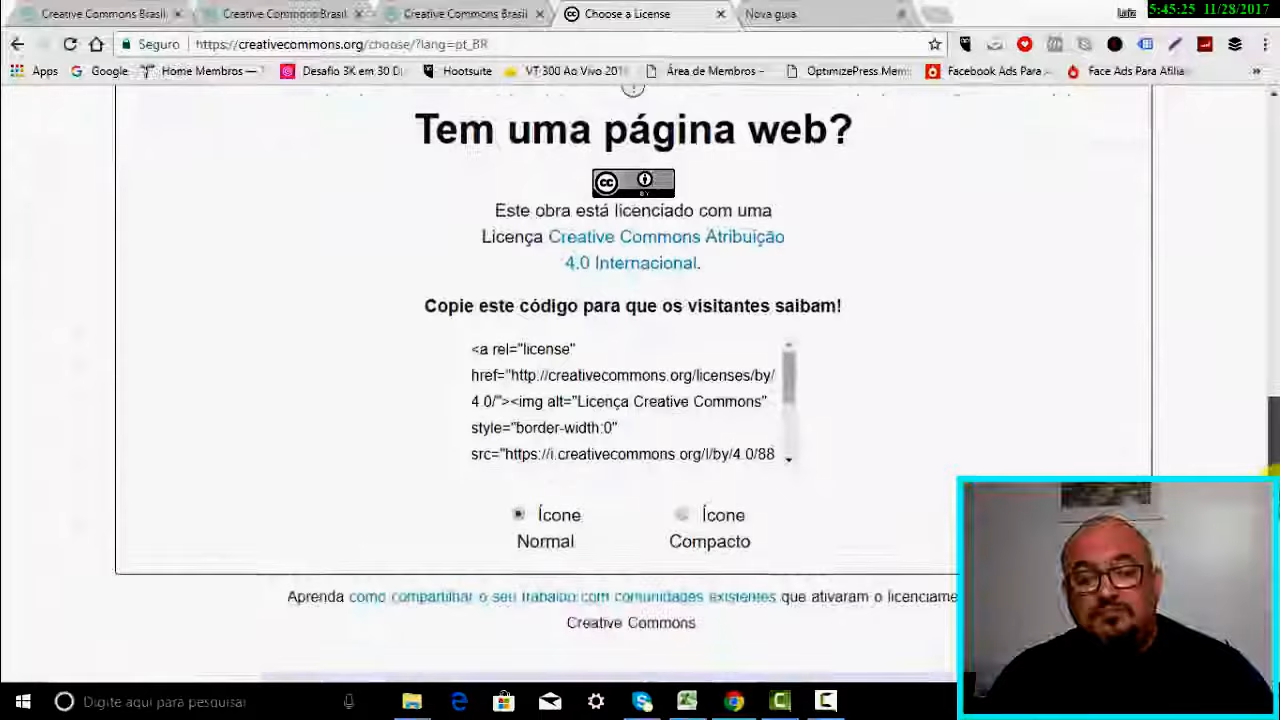 Creative Commons Brasil
Creative Commons Brasil
Creative Commons Brasil
Choose a License
Nova guia
5:45:25 11/28/2017
Seguro
https://creativecommons.org/choose/?lang=pt_BR
Apps
Google
Home Membros —
Desafio 3K em 30 Di
Hootsuite
VT 300 Ao Vivo 201
Área de Membros –
OptimizePress Mem
Facebook Ads Para
Face Ads Para Afilia
»
Tem uma página web?
cc
BY
Este obra está licenciado com uma
Licença Creative Commons Atribuição
4.0 Internacional.
Copie este código para que os visitantes saibam!
<a rel="license"
href="http://creativecommons.org/licenses/by/
4.0/"><img alt="Licença Creative Commons"
style="border-width:0"
src="https://i.creativecommons.org/l/by/4.0/88
Ícone
Normal
Ícone
Compacto
Aprenda como compartilhar o seu trabalho com comunidades existentes que ativaram o licenciame
Creative Commons
Digite aqui para pesquisar